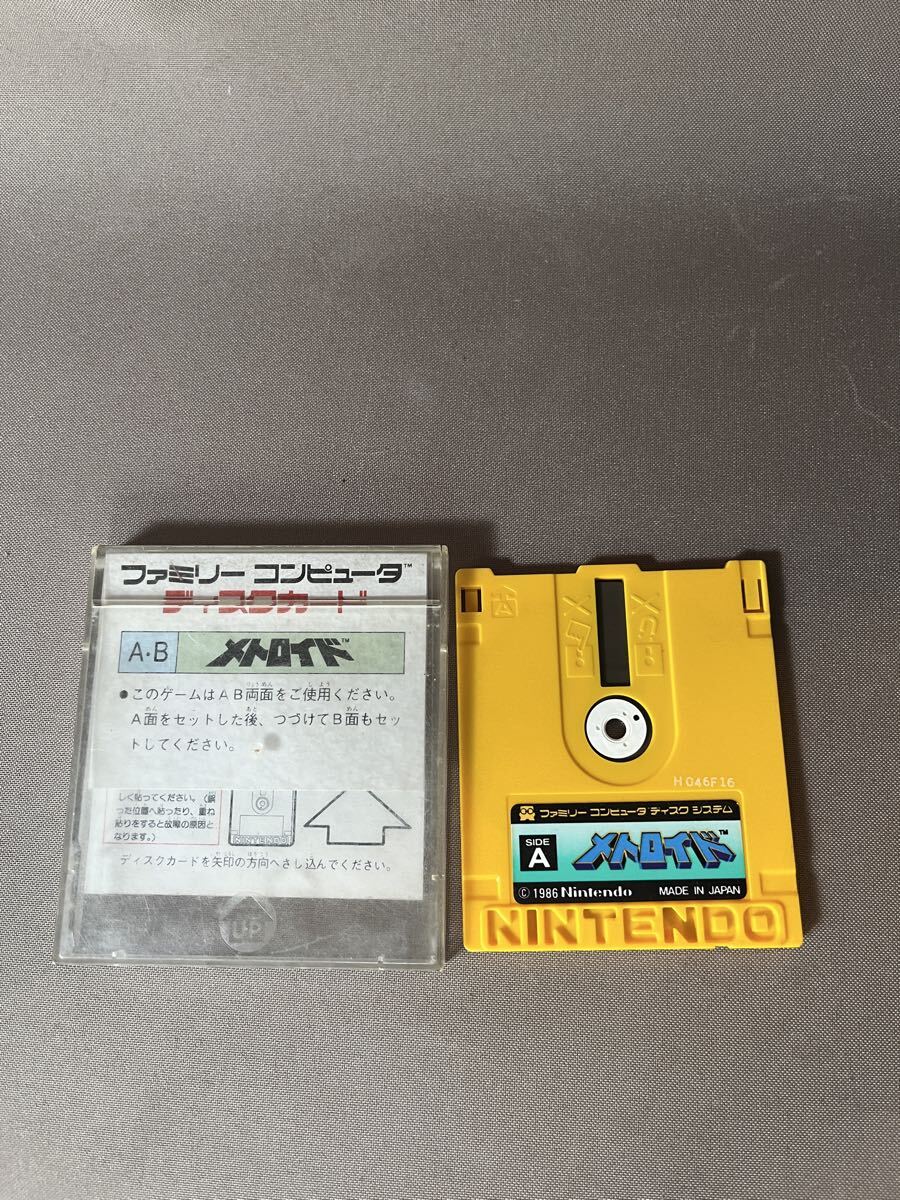 ファミリー コンピュータ™
ディスクカード
A・B
メトロイド™
●このゲームはAB両面をご使用ください。
A面をセットした後、つづけてB面もセッ
トしてください。
しく貼ってください。(誤
った位置へ貼ったり、重ね
貼りをすると故障の原因と
なります。)
NINTENDO
ディスクカードを矢印の方向へさし込んでください。
UP
A
H046F16
ファミリー コンピュータ ディスク システム
SIDE
A
メトロイド™
© 1986 Nintendo MADE IN JAPAN
NINTENDO